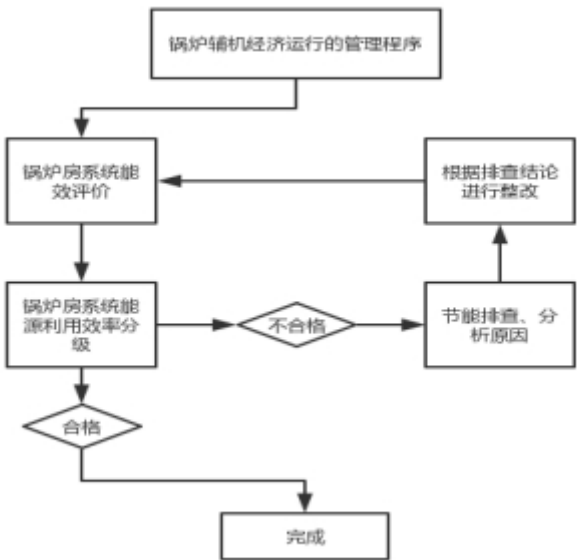 锅炉辅机经济运行的管理程序
锅炉房系统能
效评价
根据排查结论
进行整改
锅炉房系统能
源利用效率分
级
不合格
节能排查、分
析原因
合格
完成